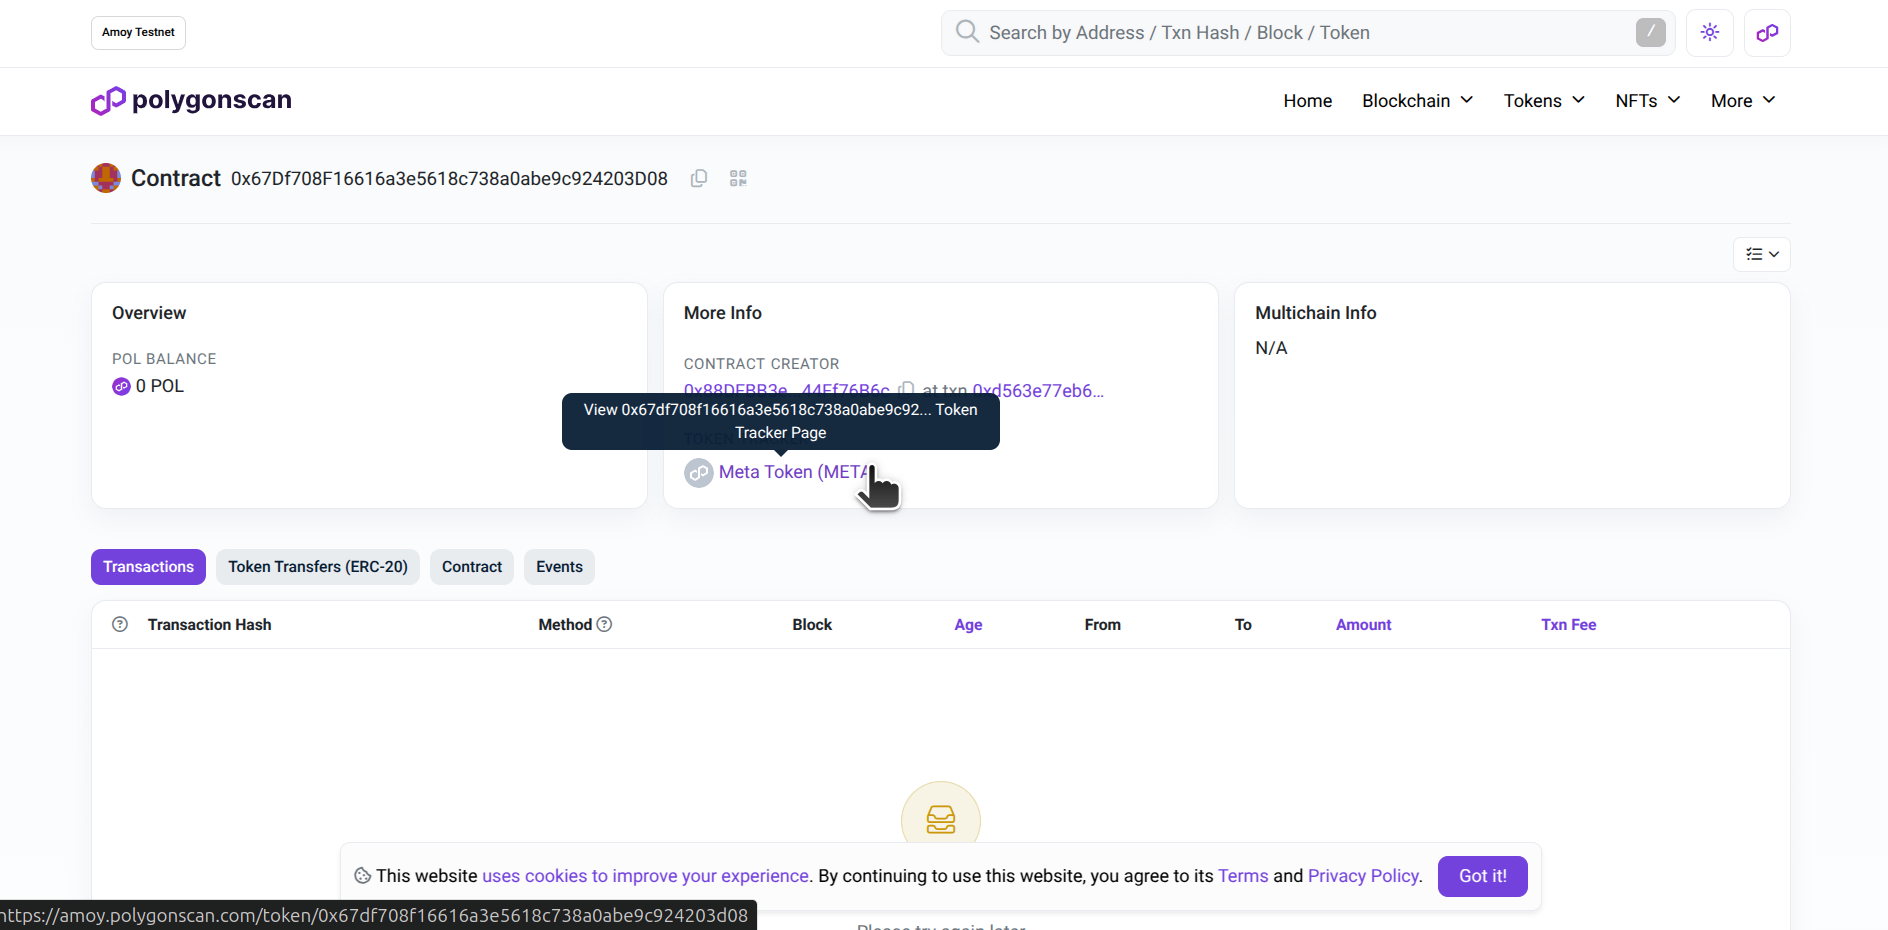 Amoy Testnet
Search by Address / Txn Hash / Block / Token
/
polygonscan
Home
Blockchain
Tokens
NFTs
More
Contract 0x67Df708F16616a3e5618c738a0abe9c924203D08
Overview
POL BALANCE
0 POL
More Info
CONTRACT CREATOR
0x88DFBB3e...44Ff76B6c at txn 0xd563e77eb6...
View 0x67df708f16616a3e5618c738a0abe9c92... Token
Tracker Page
Meta Token (META
Multichain Info
N/A
Transactions
Token Transfers (ERC-20)
Contract
Events
Transaction Hash
Method
Block
Age
From
To
Amount
Txn Fee
This website uses cookies to improve your experience. By continuing to use this website, you agree to its Terms and Privacy Policy.
Got it!
https://amoy.polygonscan.com/token/0x67df708f16616a3e5618c738a0abe9c924203d08
Please try again later